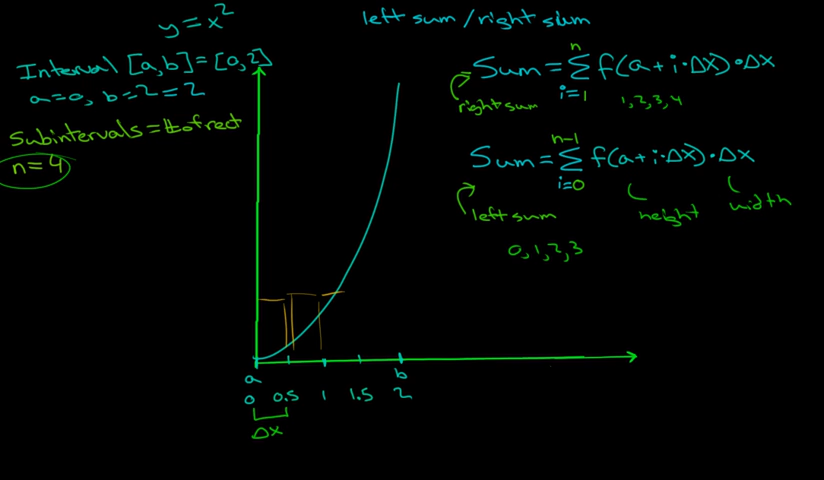 y = x²
left sum / right sum
Interval [a,b] = [0,2]
a=0, b=2=2
Subintervals = # of rect
n=4
n
Sum = Σ f(a+i·Δx)·Δx
i=1
right sum
1,2,3,4
n-1
Sum = Σ f(a+i·Δx)·Δx
i=0
left sum
height
width
0,1,2,3
a b
0 0.5 1 1.5 2
Δx